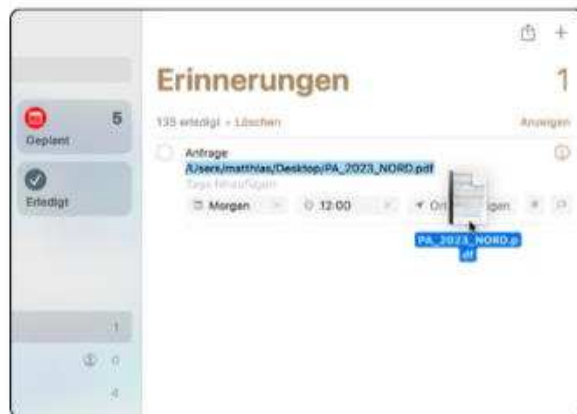 Erinnerungen 1
135 erledigt • Löschen Anzeigen
5
Geplant
Erledigt
Anfrage
/Users/matthias/Desktop/PA_2023_NORD.pdf
Tags hinzufügen
Morgen 12:00 Ort
PA_2023_NORD.p
df
1
0
4